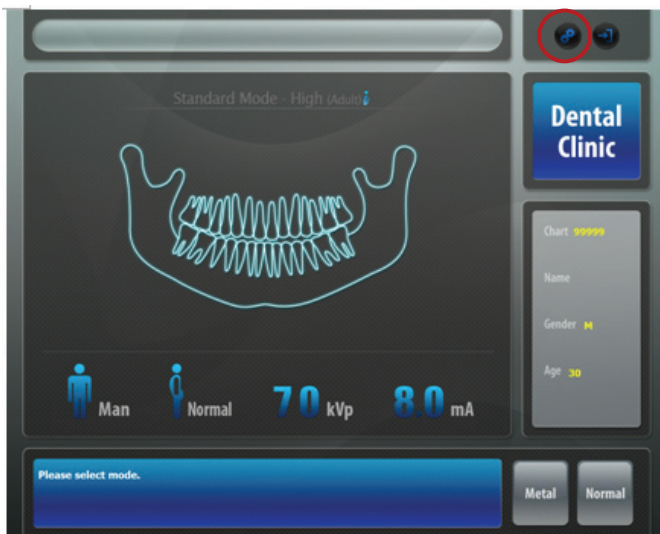 Standard Mode - High (Adult)
Dental
Clinic
Chart 99999
Name
Gender M
Age 30
Man
Normal
70 kVp
8.0 mA
Please select mode.
Metal
Normal